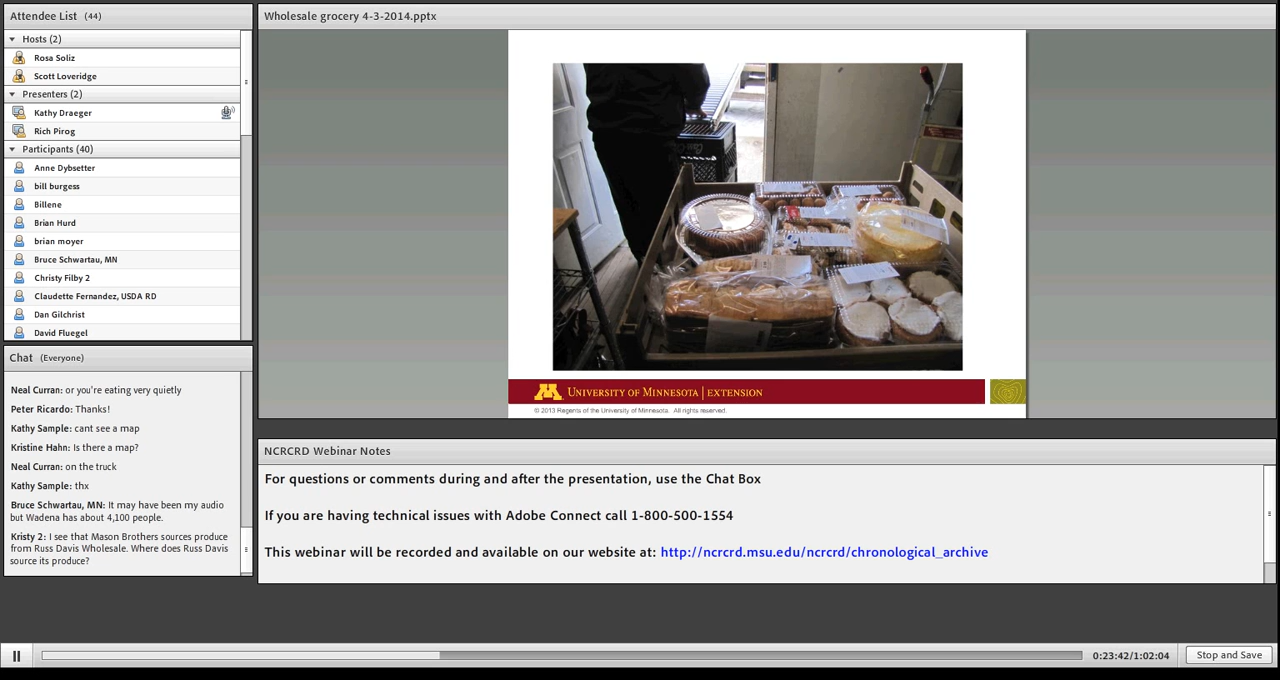 Attendee List (44)
Hosts (2)
Rosa Soliz
Scott Loveridge
Presenters (2)
Kathy Draeger
Rich Pirog
Participants (40)
Anne Dybsetter
bill burgess
Billene
Brian Hurd
brian moyer
Bruce Schwartau, MN
Christy Filby 2
Claudette Fernandez, USDA RD
Dan Gilchrist
David Fluegel
Chat (Everyone)
Neal Curran: or you're eating very quietly
Peter Ricardo: Thanks!
Kathy Sample: cant see a map
Kristine Hahn: Is there a map?
Neal Curran: on the truck
Kathy Sample: thx
Bruce Schwartau, MN: It may have been my audio
but Wadena has about 4,100 people.
Kristy 2: I see that Mason Brothers sources produce
from Russ Davis Wholesale. Where does Russ Davis
source its produce?
Wholesale grocery 4-3-2014.pptx
M University of Minnesota | EXTENSION
© 2013 Regents of the University of Minnesota. All rights reserved.
NCRCRD Webinar Notes
For questions or comments during and after the presentation, use the Chat Box
If you are having technical issues with Adobe Connect call 1-800-500-1554
This webinar will be recorded and available on our website at: http://ncrcrd.msu.edu/ncrcrd/chronological_archive
0:23:42/1:02:04
Stop and Save